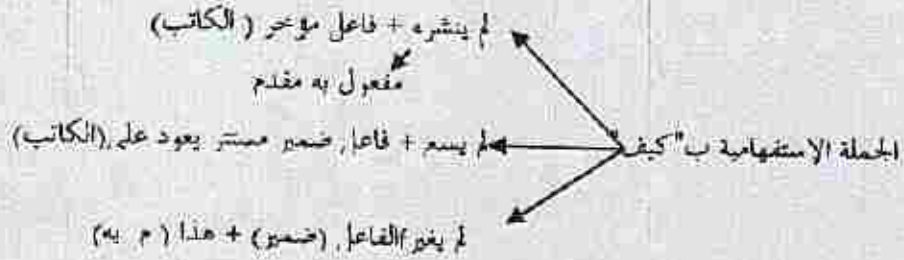 لم ينشره + فاعل مؤخر ( الكاتب)
مفعول به مقدم
الجملة الاستفهامية ب" كيف"
لم يسع + فاعل ضمير مستتر يعود على (الكاتب)
لم يغير الفاعل (ضمير) + هذا ( م به)